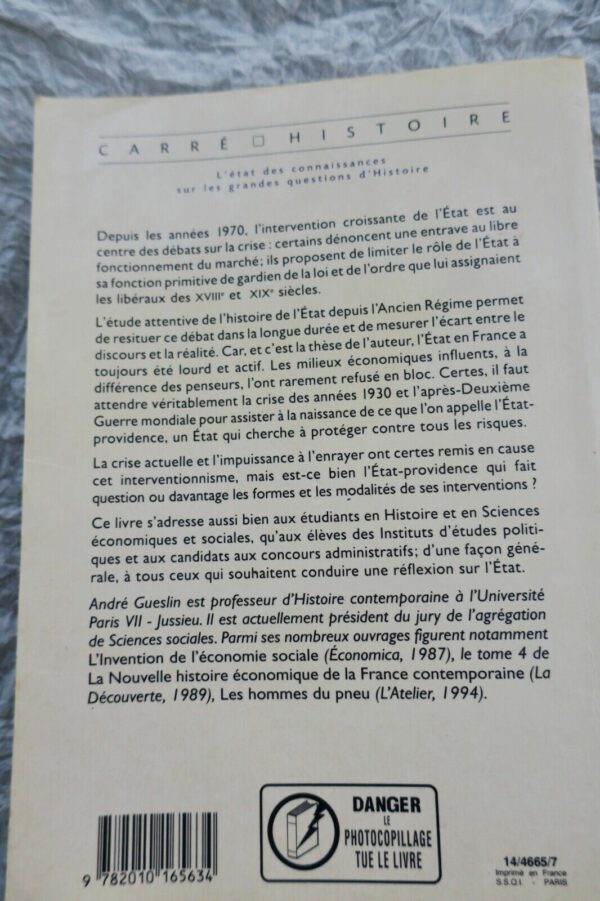 CARRÉ HISTOIRE
L'état des connaissances
sur les grandes questions d'Histoire
Depuis les années 1970, l'intervention croissante de l'État est au
centre des débats sur la crise : certains dénoncent une entrave au libre
fonctionnement du marché; ils proposent de limiter le rôle de l'État à
sa fonction primitive de gardien de la loi et de l'ordre que lui assignaient
les libéraux des XVIIIe et XIXe siècles.
L'étude attentive de l'histoire de l'État depuis l'Ancien Régime permet
de resituer ce débat dans la longue durée et de mesurer l'écart entre le
discours et la réalité. Car, et c'est la thèse de l'auteur, l'État en France a
toujours été lourd et actif. Les milieux économiques influents, à la
différence des penseurs, l'ont rarement refusé en bloc. Certes, il faut
attendre véritablement la crise des années 1930 et l'après-Deuxième
Guerre mondiale pour assister à la naissance de ce que l'on appelle l'État-
providence, un État qui cherche à protéger contre tous les risques.
La crise actuelle et l'impuissance à l'enrayer ont certes remis en cause
cet interventionnisme, mais est-ce bien l'État-providence qui fait
question ou davantage les formes et les modalités de ses interventions ?
Ce livre s'adresse aussi bien aux étudiants en Histoire et en Sciences
économiques et sociales, qu'aux élèves des Instituts d'études politi-
ques et aux candidats aux concours administratifs; d'une façon géné-
rale, à tous ceux qui souhaitent conduire une réflexion sur l'État.
André Gueslin est professeur d'Histoire contemporaine à l'Université
Paris VII - Jussieu. Il est actuellement président du jury de l'agrégation
de Sciences sociales. Parmi ses nombreux ouvrages figurent notamment
L'Invention de l'économie sociale (Économica, 1987), le tome 4 de
La Nouvelle histoire économique de la France contemporaine (La
Découverte, 1989), Les hommes du pneu (L'Atelier, 1994).
DANGER
LE
PHOTOCOPILLAGE
TUE LE LIVRE
9 782010 165634
14/4665/7
Imprimé en France
S.S.Q.I. - PARIS